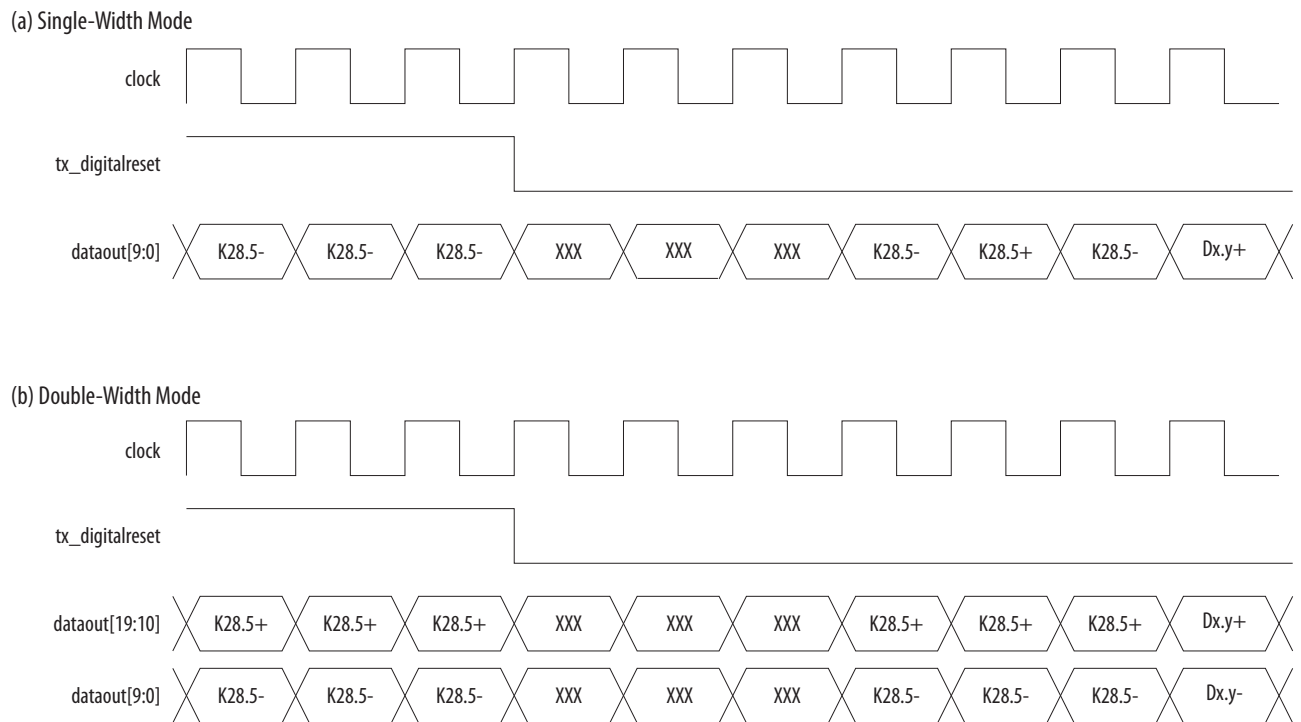 (a) Single-Width Mode
clock
tx_digitalreset
dataout[9:0] K28.5- K28.5- K28.5- XXX XXX XXX K28.5- K28.5+ K28.5- Dx.y+
(b) Double-Width Mode
clock
tx_digitalreset
dataout[19:10] K28.5+ K28.5+ K28.5+ XXX XXX XXX K28.5+ K28.5+ K28.5+ Dx.y+
dataout[9:0] K28.5- K28.5- K28.5- XXX XXX XXX K28.5- K28.5- K28.5- Dx.y-